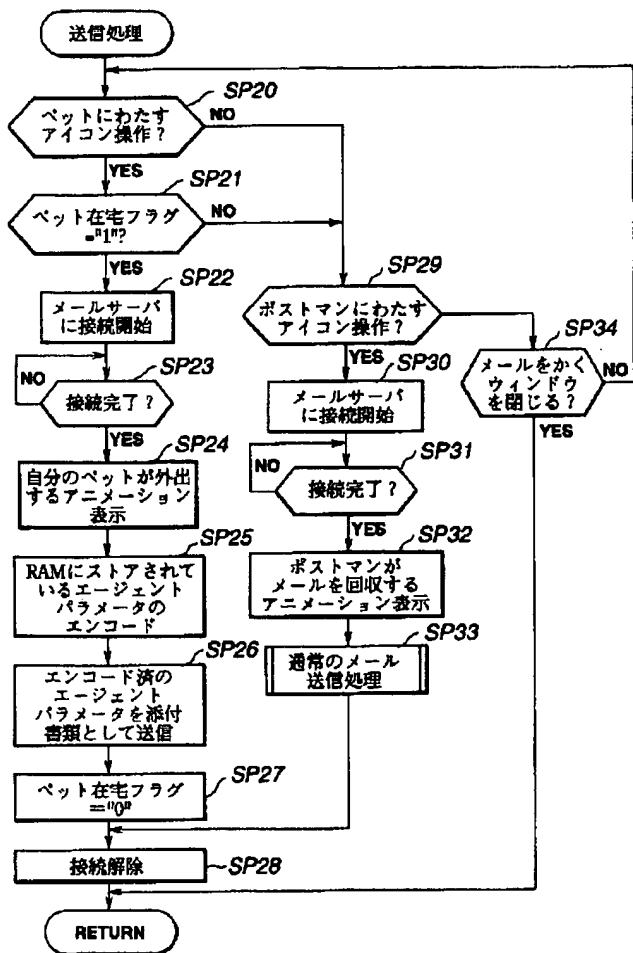 送信処理
SP20
ペットにわたす
アイコン操作？
NO
YES
SP21
ペット在宅フラグ
="1"?
NO
YES
SP22
メールサーバ
に接続開始
SP23
NO
接続完了？
YES
SP24
自分のペットが外出
するアニメーション
表示
SP25
RAMにストアされて
いるエージェント
パラメータの
エンコード
SP26
エンコード済の
エージェント
パラメータを添付
書類として送信
SP27
ペット在宅フラグ
="0"
接続解除
SP28
RETURN
SP29
ポストマンにわたす
アイコン操作？
YES
SP30
メールサーバ
に接続開始
SP31
NO
接続完了？
YES
SP32
ポストマンが
メールを回収する
アニメーション表示
SP33
通常のメール
送信処理
SP34
メールをかく
ウィンドウ
を閉じる？
NO
YES